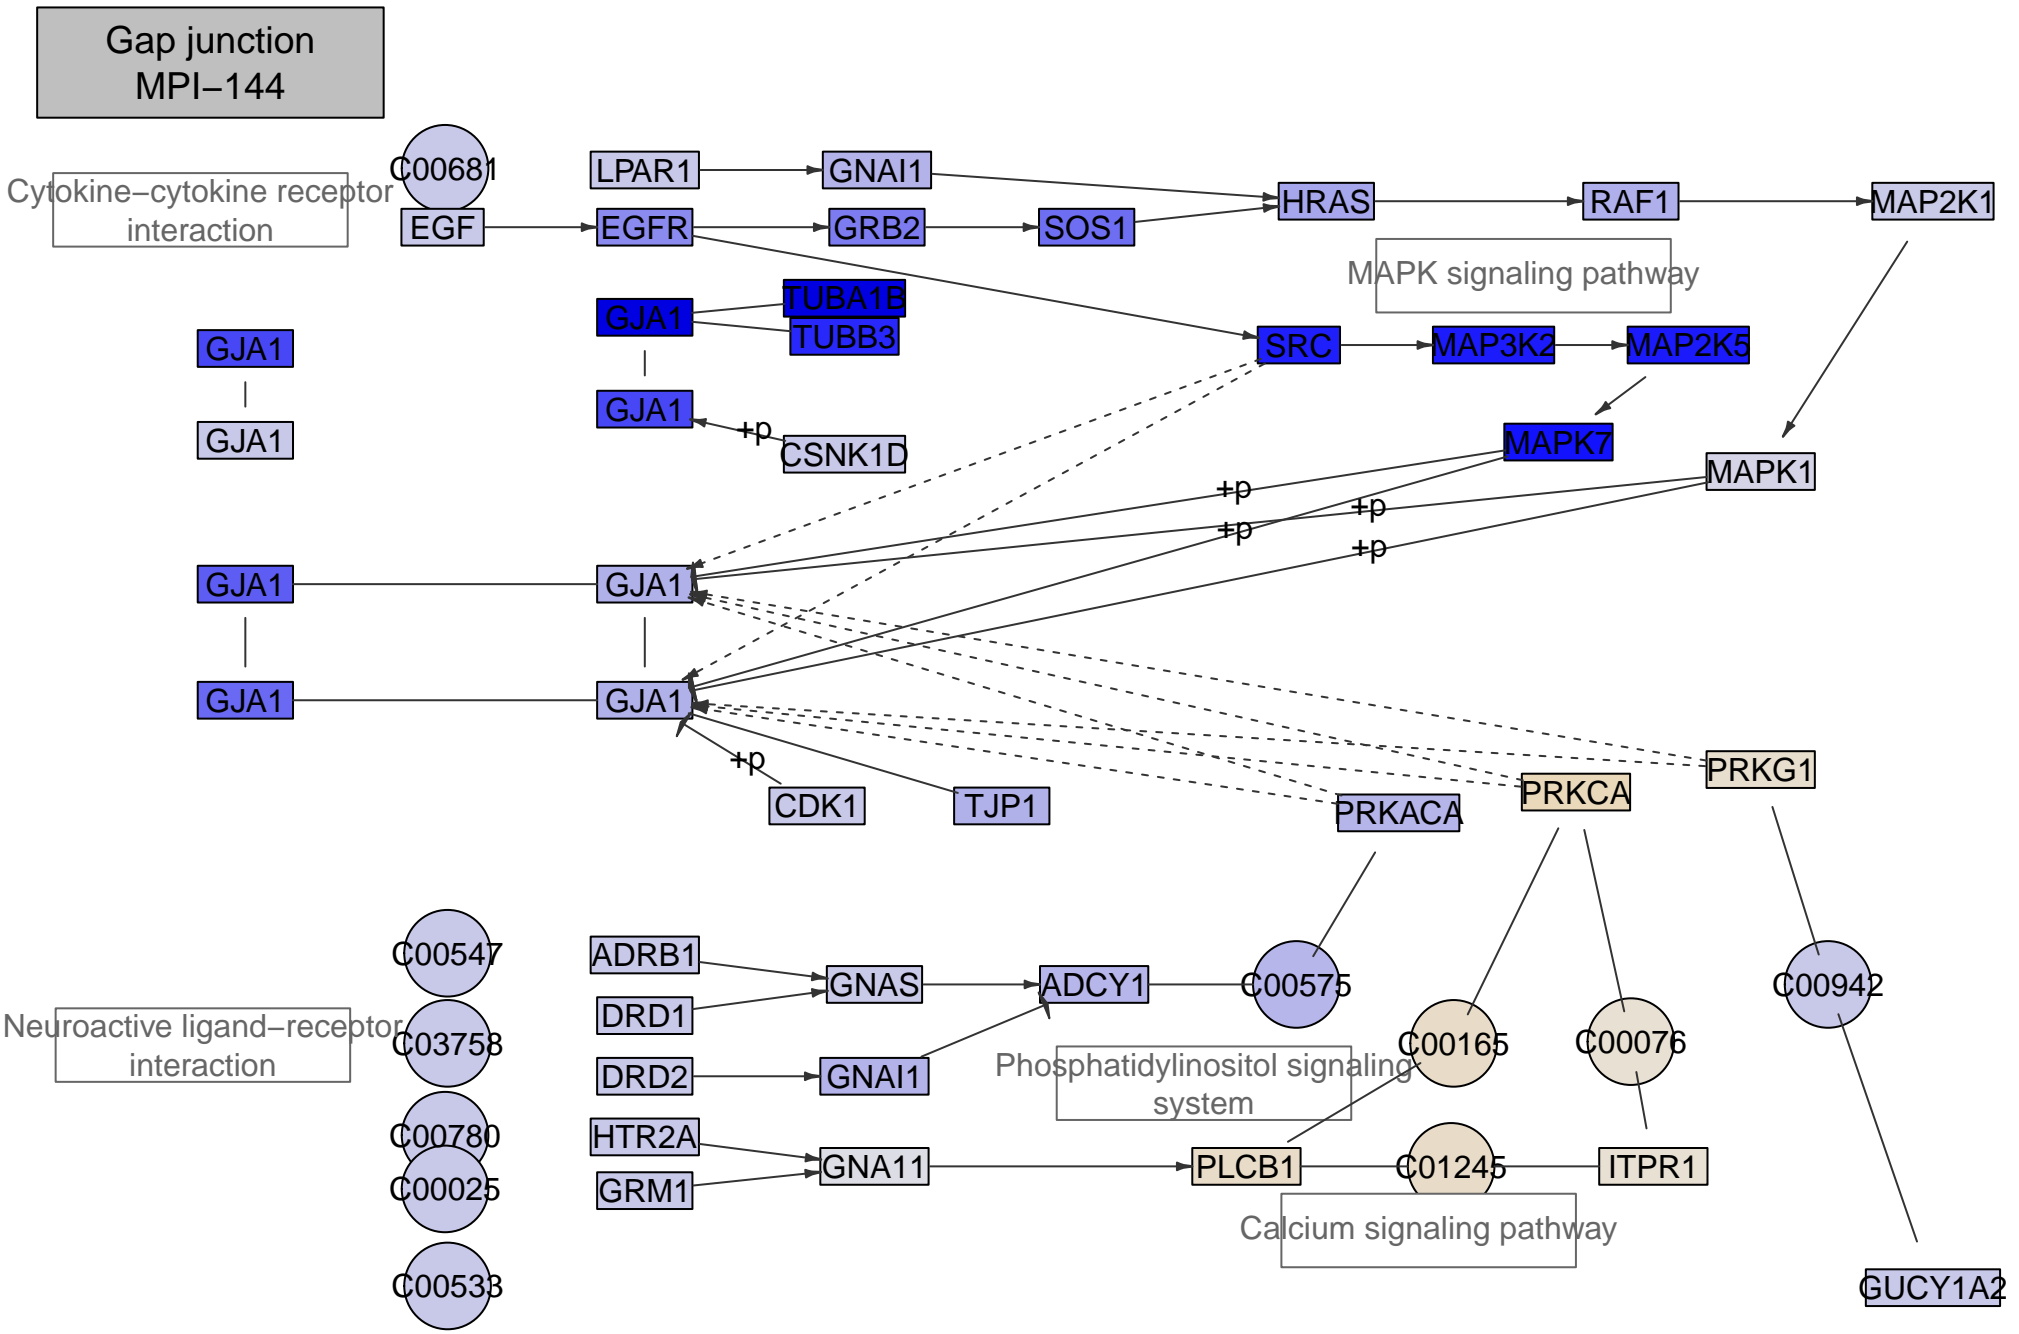 Gap junction
MPI−144
C00681
Cytokine−cytokine receptor
interaction
EGF
LPAR1
GNAI1
EGFR
GRB2
SOS1
HRAS
RAF1
MAP2K1
MAPK signaling pathway
GJA1
TUBA1B
TUBB3
GJA1
SRC
MAP3K2
MAP2K5
GJA1
+p
CSNK1D
GJA1
MAPK7
MAPK1
+p
+p
+p
+p
GJA1
GJA1
GJA1
GJA1
+p
CDK1
TJP1
PRKACA
PRKCA
PRKG1
C00547
ADRB1
GNAS
ADCY1
C00575
C00942
DRD1
Neuroactive ligand−receptor
interaction
C03758
C00165
C00076
DRD2
GNAI1
Phosphatidylinositol signaling
system
C00780
HTR2A
C00025
GRM1
GNA11
PLCB1
C01245
ITPR1
Calcium signaling pathway
C00533
GUCY1A2